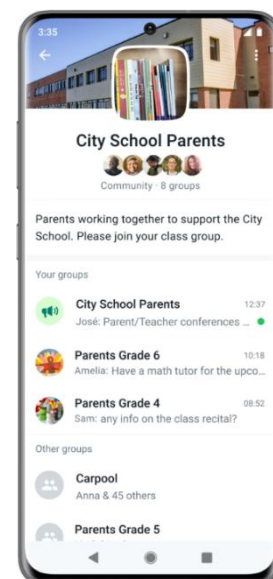 3:35
City School Parents
Community · 8 groups
Parents working together to support the City
School. Please join your class group.
Your groups
City School Parents 12:37
José: Parent/Teacher conferences ...
Parents Grade 6 10:18
Amelia: Have a math tutor for the upco...
Parents Grade 4 08:52
Sam: any info on the class recital?
Other groups
Carpool
Anna & 45 others
Parents Grade 5